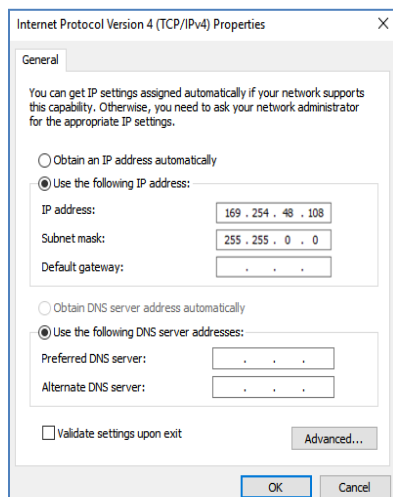 Internet Protocol Version 4 (TCP/IPv4) Properties
General
You can get IP settings assigned automatically if your network supports
this capability. Otherwise, you need to ask your network administrator
for the appropriate IP settings.
Obtain an IP address automatically
Use the following IP address:
IP address: 169 . 254 . 48 . 108
Subnet mask: 255 . 255 . 0 . 0
Default gateway: . . .
Obtain DNS server address automatically
Use the following DNS server addresses:
Preferred DNS server: . . .
Alternate DNS server: . . .
Validate settings upon exit
Advanced...
OK Cancel